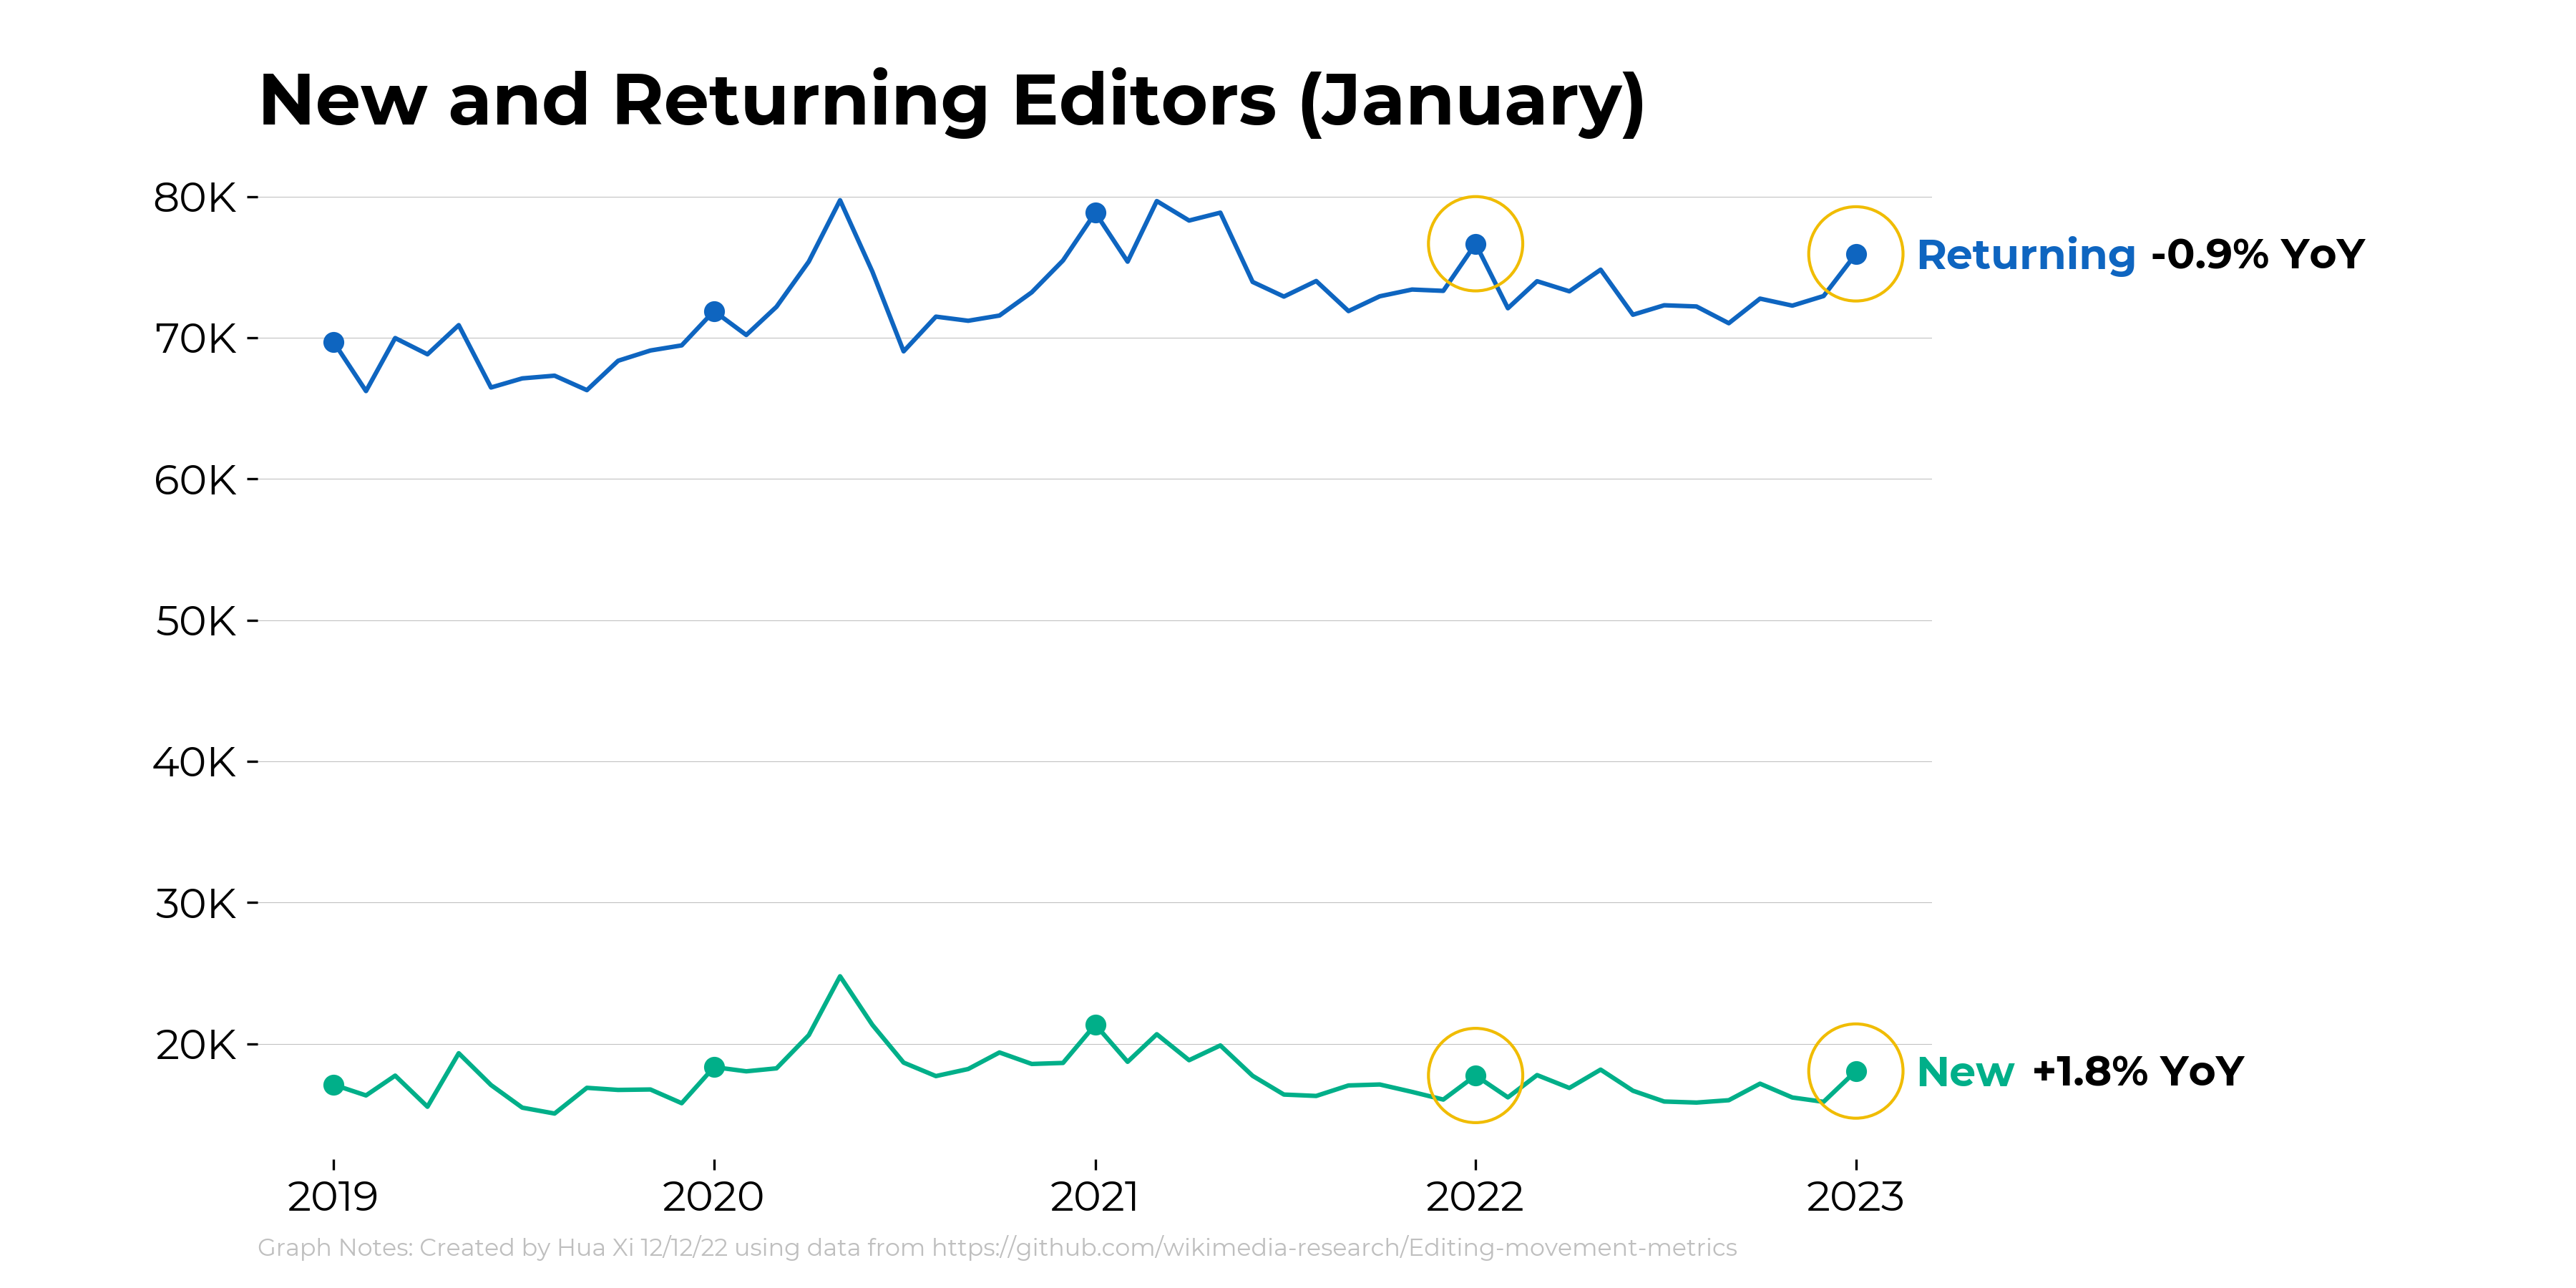 New and Returning Editors (January)
80K
70K
60K
50K
40K
30K
20K
Returning -0.9% YoY
New +1.8% YoY
2019 2020 2021 2022 2023
Graph Notes: Created by Hua Xi 12/12/22 using data from https://github.com/wikimedia-research/Editing-movement-metrics